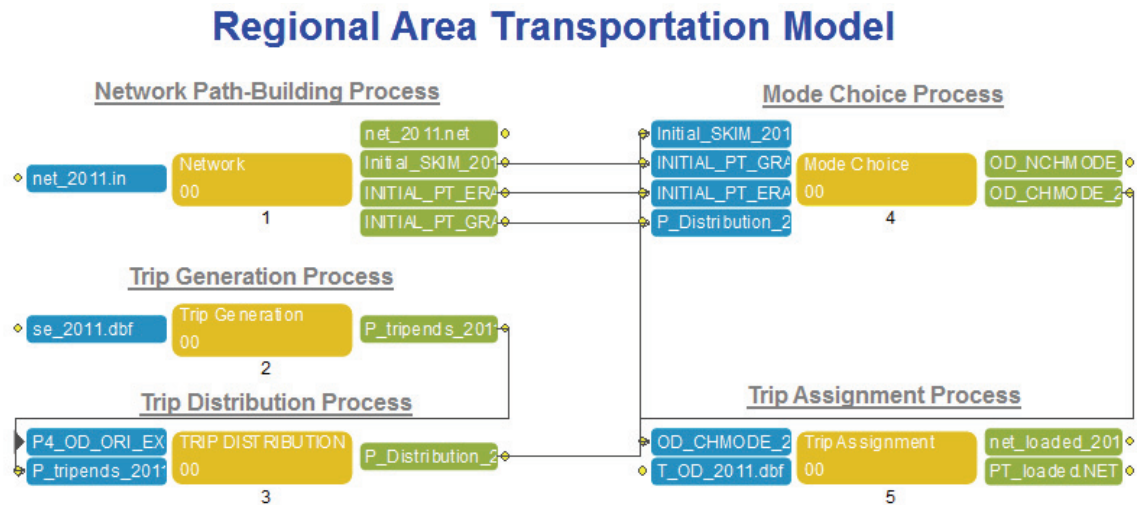 Regional Area Transportation Model
Network Path-Building Process
net_2011.in
Network
00
1
net_2011.net
Initial_SKIM_201
INITIAL_PT_ERA
INITIAL_PT_GRA
Trip Generation Process
se_2011.dbf
Trip Generation
00
2
P_tripends_201
Trip Distribution Process
P4_OD_ORI_EX
P_tripends_201
TRIP DISTRIBUTION
00
3
P_Distribution_2
Mode Choice Process
Initial_SKIM_201
INITIAL_PT_GRA
INITIAL_PT_ERA
P_Distribution_2
Mode Choice
00
4
OD_NCHMODE_
OD_CHMODE_2
Trip Assignment Process
OD_CHMODE_2
T_OD_2011.dbf
Trip Assignment
00
5
net_loaded_201
PT_loaded.NET